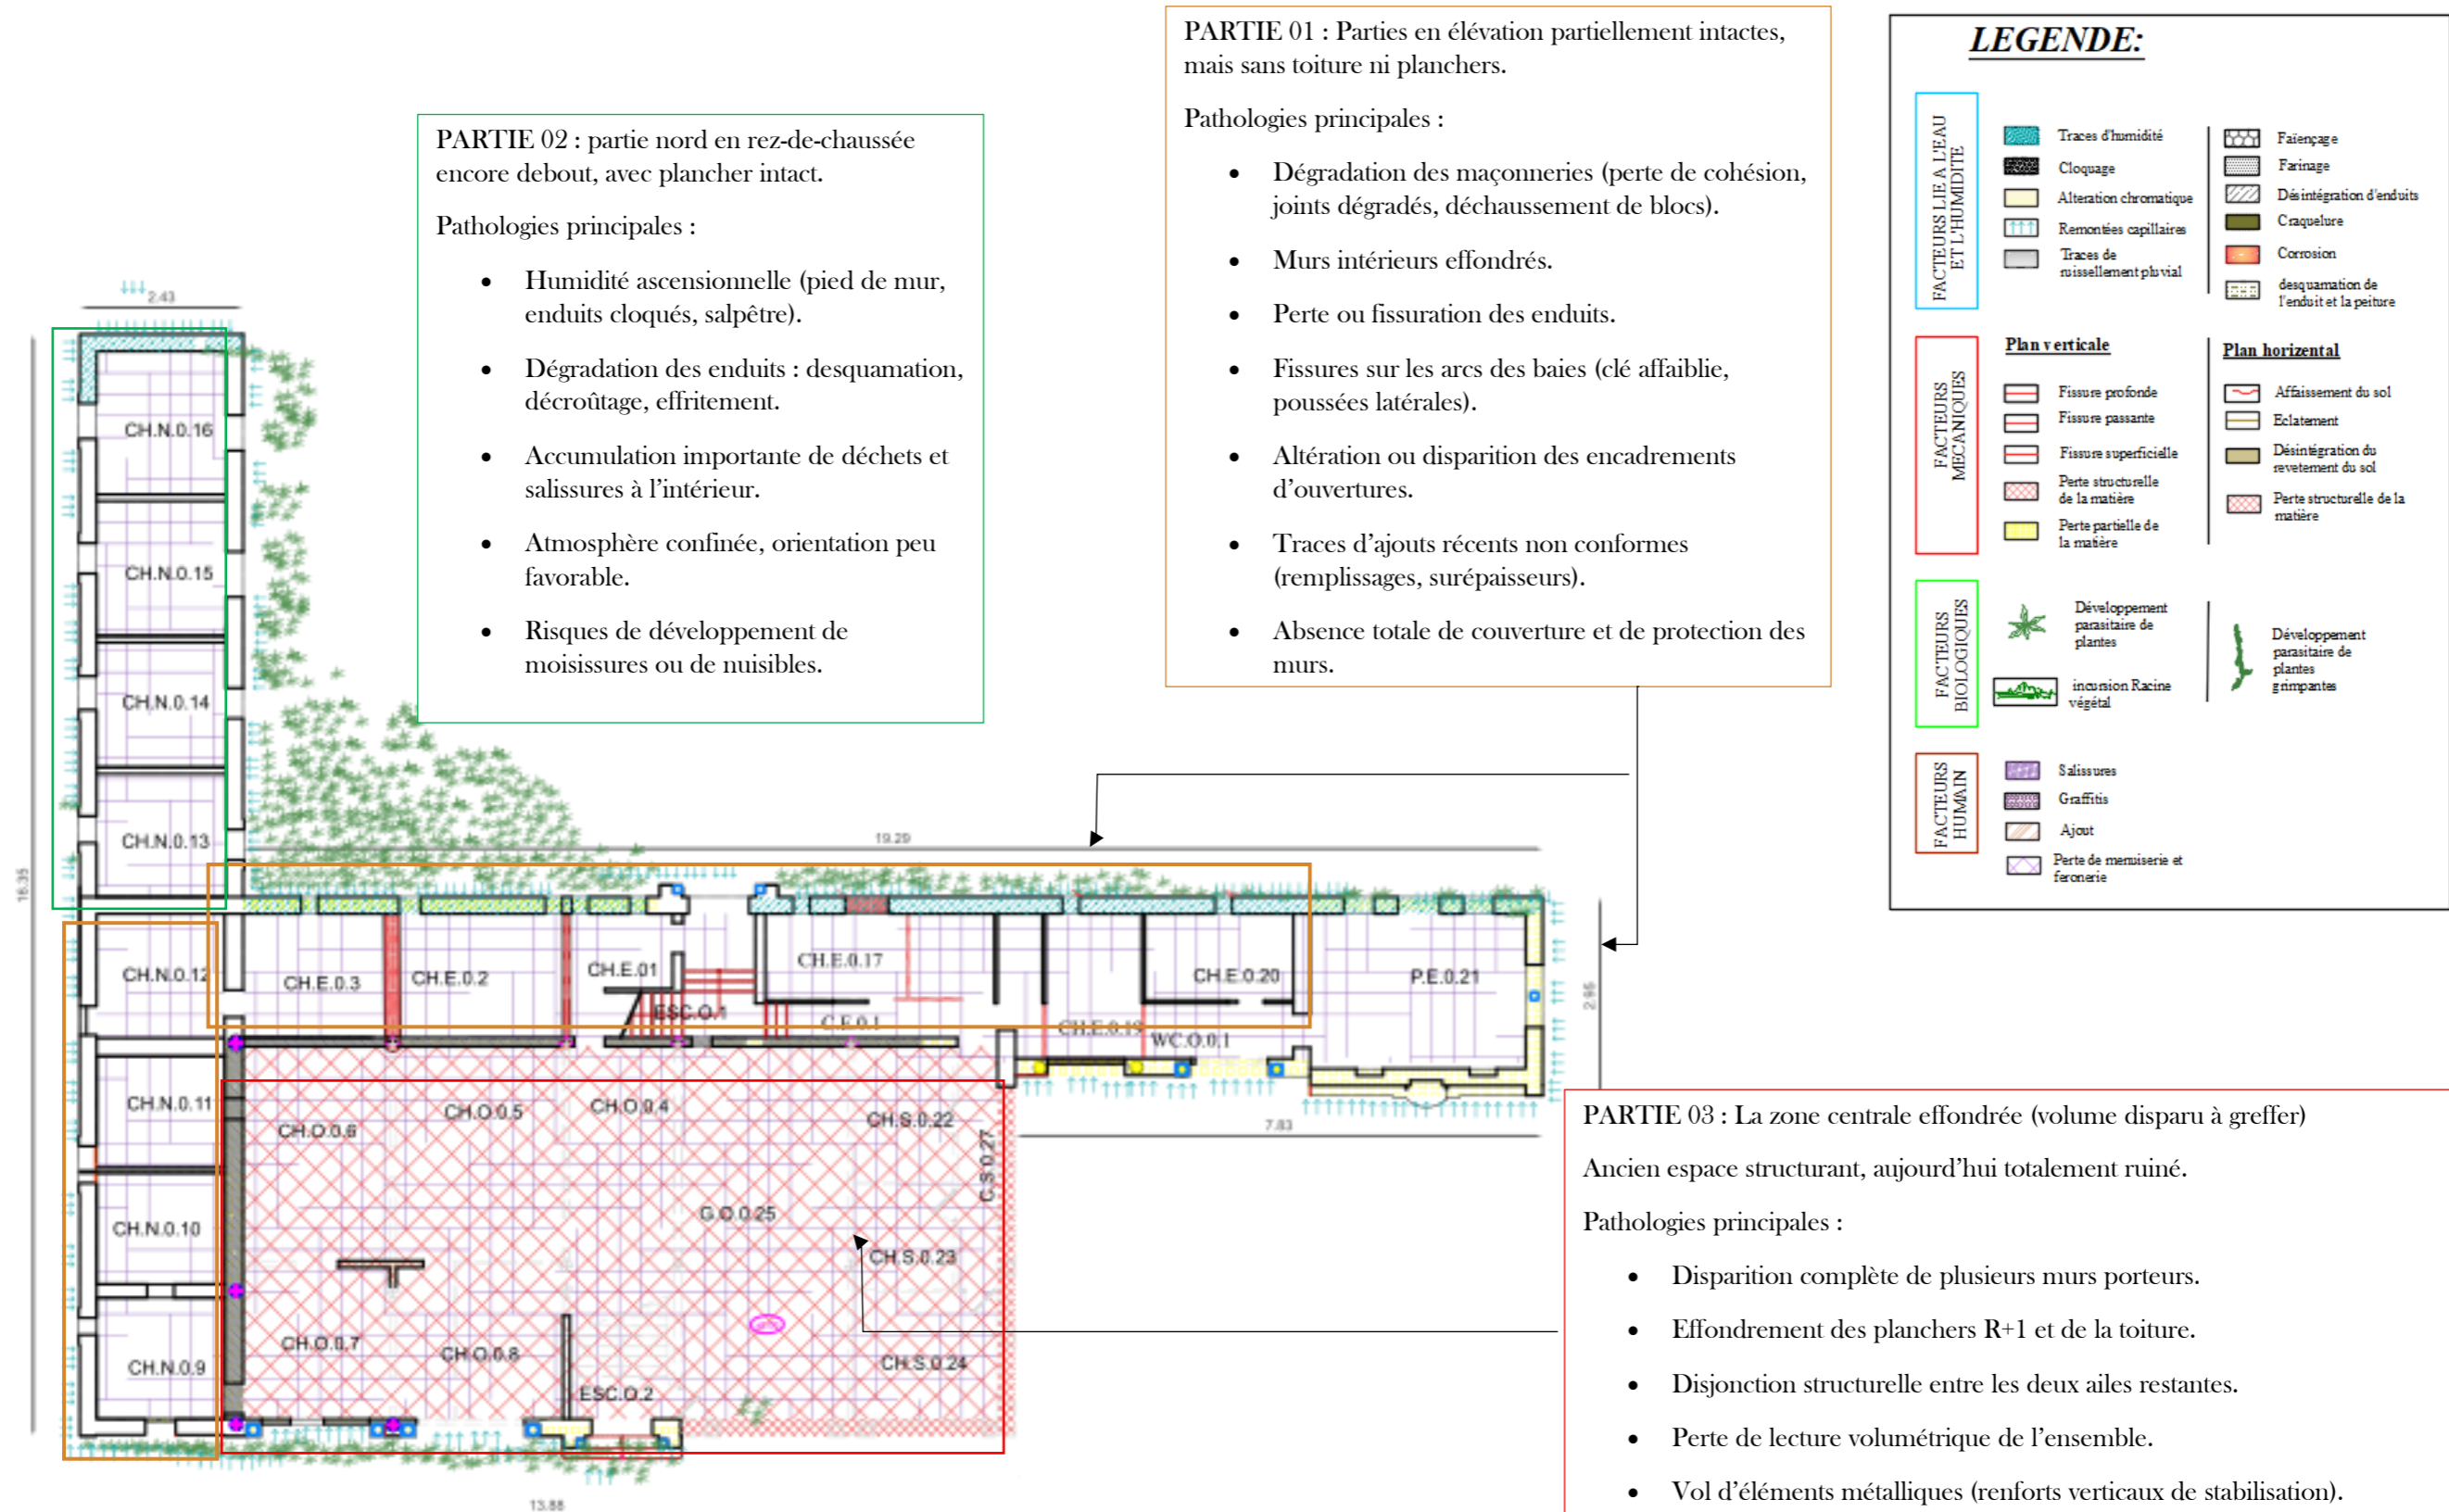 PARTIE 02 : partie nord en rez-de-chaussée
encore debout, avec plancher intact.
Pathologies principales :
• Humidité ascensionnelle (pied de mur,
enduits cloqués, salpêtre).
• Dégradation des enduits : desquamation,
décroûtage, effritement.
• Accumulation importante de déchets et
salissures à l'intérieur.
• Atmosphère confinée, orientation peu
favorable.
• Risques de développement de
moisissures ou de nuisibles.
PARTIE 01 : Parties en élévation partiellement intactes,
mais sans toiture ni planchers.
Pathologies principales :
• Dégradation des maçonneries (perte de cohésion,
joints dégradés, déchaussement de blocs).
• Murs intérieurs effondrés.
• Perte ou fissuration des enduits.
• Fissures sur les arcs des baies (clé affaiblie,
poussées latérales).
• Altération ou disparition des encadrements
d'ouvertures.
• Traces d'ajouts récents non conformes
(remplissages, surépaisseurs).
• Absence totale de couverture et de protection des
murs.
LEGENDE:
FACTEURS LIE A L'EAU
ET L'HUMIDITE
Traces d'humidité
Cloquage
Alteration chromatique
Remontées capillaires
Traces de
ruissellement pluvial
Faïençage
Farinage
Désintégration d'enduits
Craquelure
Corrosion
desquamation de
l'enduit et la peiture
FACTEURS
MECANIQUES
Plan verticale
Fissure profonde
Fissure passante
Fissure superficielle
Perte structurelle
de la matière
Perte partielle de
la matière
Plan horizontal
Affaissement du sol
Eclatement
Désintégration du
revetement du sol
Perte structurelle de la
matière
FACTEURS
BIOLOGIQUES
Développement
parasitaire de
plantes
incursion Racine
végétal
Développement
parasitaire de
plantes
grimpantes
FACTEURS
HUMAIN
Salissures
Graffitis
Ajout
Perte de menuiserie et
feronerie
2.43
16.35
CH.N.0.16
CH.N.0.15
CH.N.0.14
CH.N.0.13
19.29
CH.N.0.12
CH.E.0.3
CH.E.0.2
CH.E.01
ESC.O.1
CH.E.0.17
C.E.0.1
CH.E.0.19
WC.O.0.1
CH.E.0.20
P.E.0.21
2.95
7.83
CH.N.0.11
CH.O.0.6
CH.O.0.5
CH.O.0.4
CH.S.0.22
C.S.0.27
CH.N.0.10
G.O.0.25
CH.S.0.23
CH.N.0.9
CH.O.0.7
CH.O.0.8
ESC.O.2
CH.S.0.24
13.88
PARTIE 03 : La zone centrale effondrée (volume disparu à greffer)
Ancien espace structurant, aujourd'hui totalement ruiné.
Pathologies principales :
• Disparition complète de plusieurs murs porteurs.
• Effondrement des planchers R+1 et de la toiture.
• Disjonction structurelle entre les deux ailes restantes.
• Perte de lecture volumétrique de l'ensemble.
• Vol d'éléments métalliques (renforts verticaux de stabilisation).